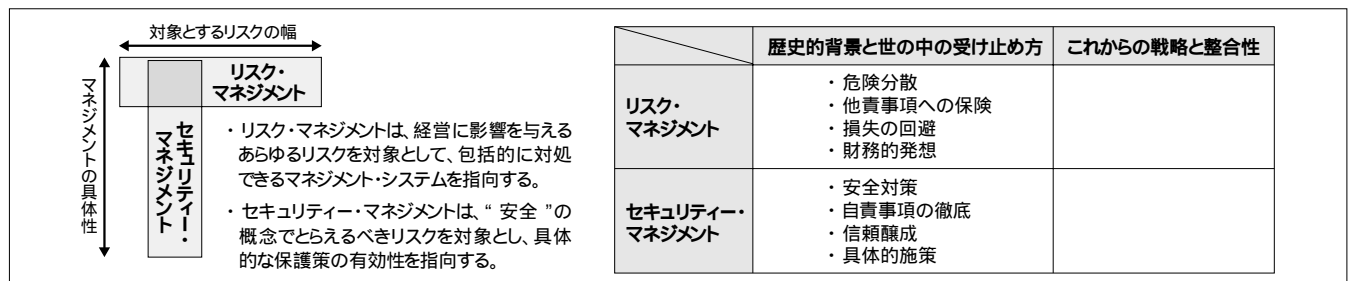 対象とするリスクの幅
マネジメントの具体性
リスク・
マネジメント
セキュリティー・
マネジメント
・リスク・マネジメントは、経営に影響を与える
あらゆるリスクを対象として、包括的に対処
できるマネジメント・システムを指向する。
・セキュリティー・マネジメントは、“安全”の
概念でとらえるべきリスクを対象とし、具体
的な保護策の有効性を指向する。
歴史的背景と世の中の受け止め方 これからの戦略と整合性
リスク・
マネジメント
・危険分散
・他責事項への保険
・損失の回避
・財務的発想
セキュリティー・
マネジメント
・安全対策
・自責事項の徹底
・信頼醸成
・具体的施策